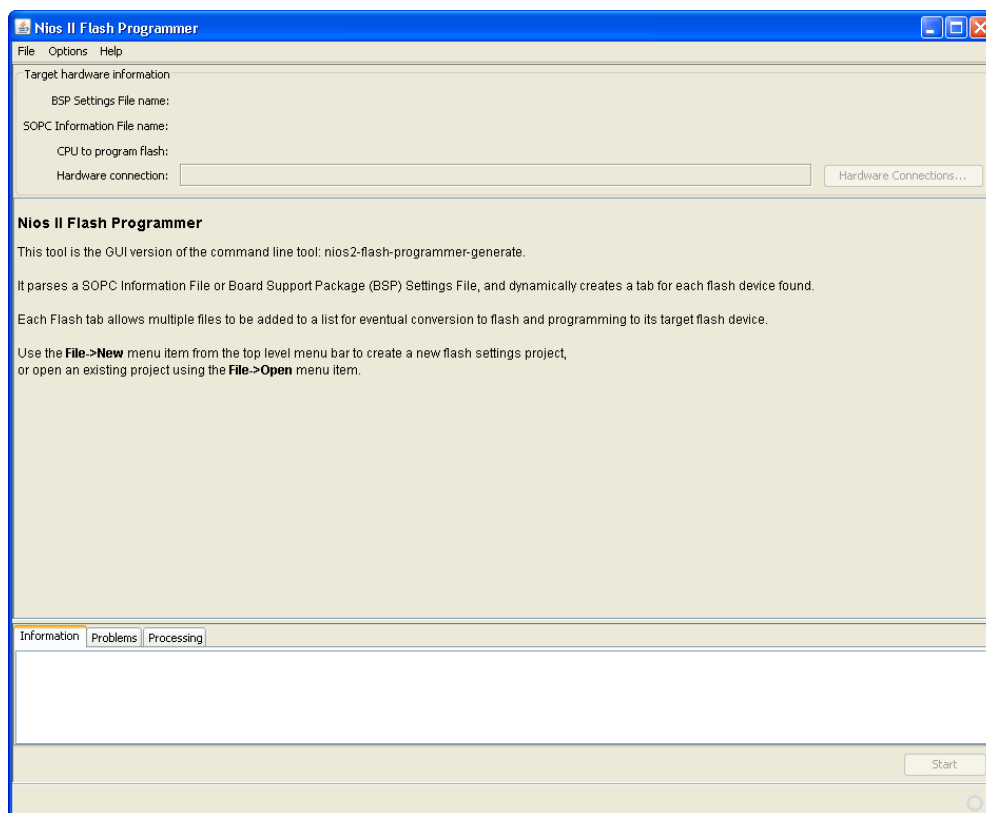 Nios II Flash Programmer
File Options Help
Target hardware information
BSP Settings File name:
SOPC Information File name:
CPU to program flash:
Hardware connection:
Hardware Connections...
Nios II Flash Programmer
This tool is the GUI version of the command line tool: nios2-flash-programmer-generate.
It parses a SOPC Information File or Board Support Package (BSP) Settings File, and dynamically creates a tab for each flash device found.
Each Flash tab allows multiple files to be added to a list for eventual conversion to flash and programming to its target flash device.
Use the File->New menu item from the top level menu bar to create a new flash settings project,
or open an existing project using the File->Open menu item.
Information Problems Processing
Start